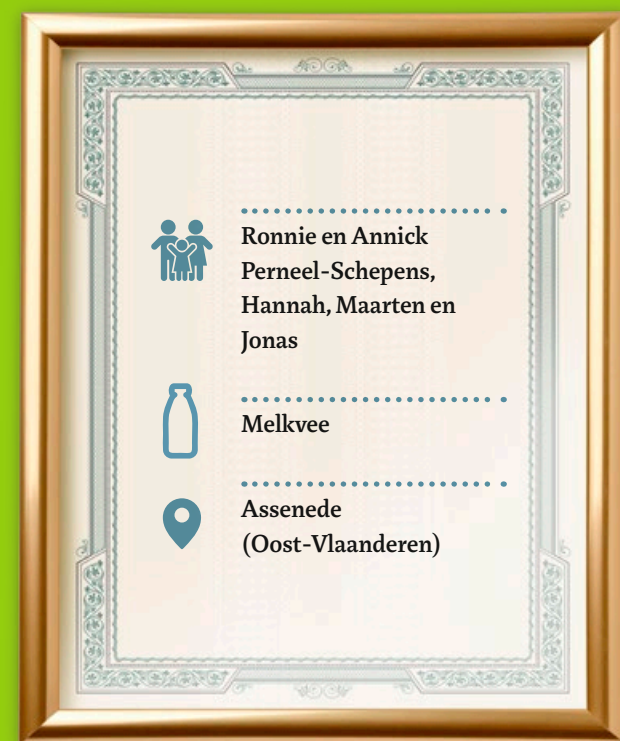 Ronnie en Annick
Perneel-Schepens,
Hannah, Maarten en
Jonas
Melkvee
Assenede
(Oost-Vlaanderen)